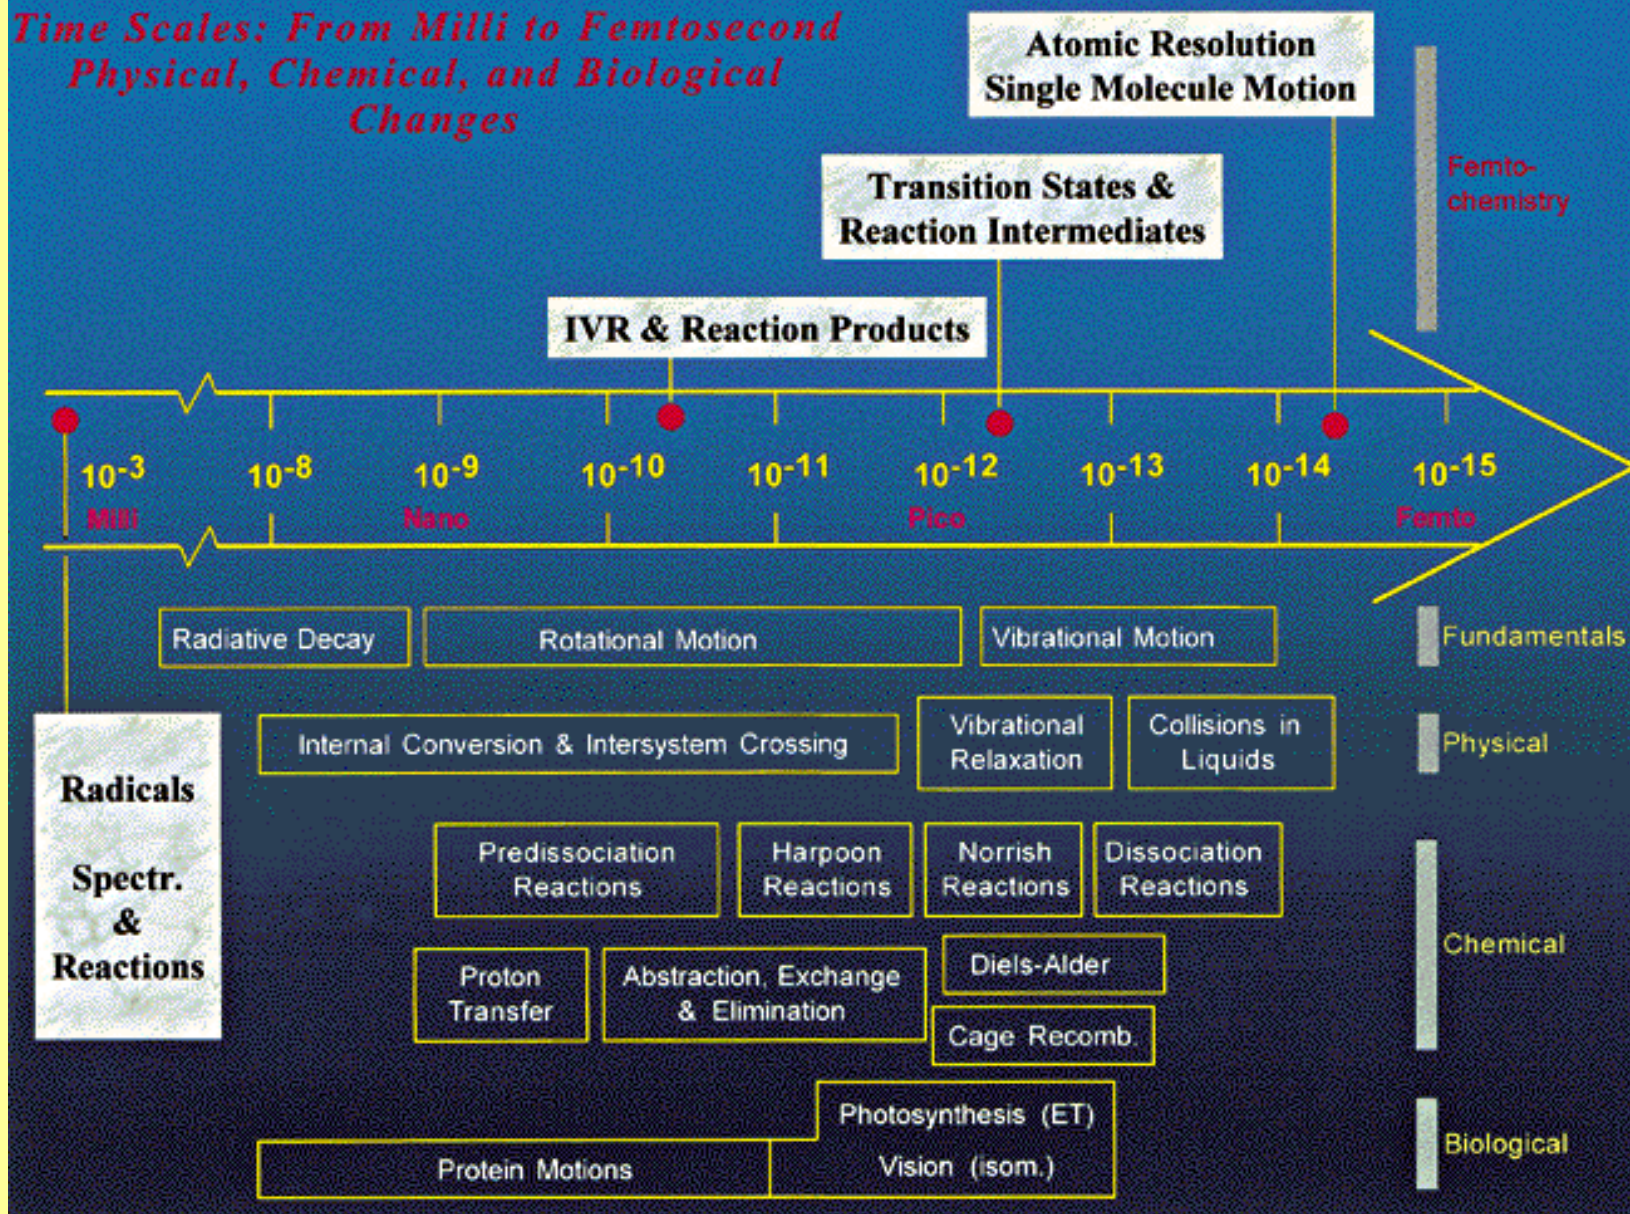 Time Scales: From Milli to Femtosecond
Physical, Chemical, and Biological
Changes
Atomic Resolution
Single Molecule Motion
Femto-
chemistry
Transition States &
Reaction Intermediates
IVR & Reaction Products
10-3 10-8 10-9 10-10 10-11 10-12 10-13 10-14 10-15
Milli Nano Pico Femto
Radiative Decay
Rotational Motion
Vibrational Motion
Fundamentals
Internal Conversion & Intersystem Crossing
Vibrational
Relaxation
Collisions in
Liquids
Physical
Radicals
Spectr.
&
Reactions
Predissociation
Reactions
Harpoon
Reactions
Norrish
Reactions
Dissociation
Reactions
Proton
Transfer
Abstraction, Exchange
& Elimination
Diels-Alder
Cage Recomb.
Chemical
Photosynthesis (ET)
Vision (isom.)
Protein Motions
Biological